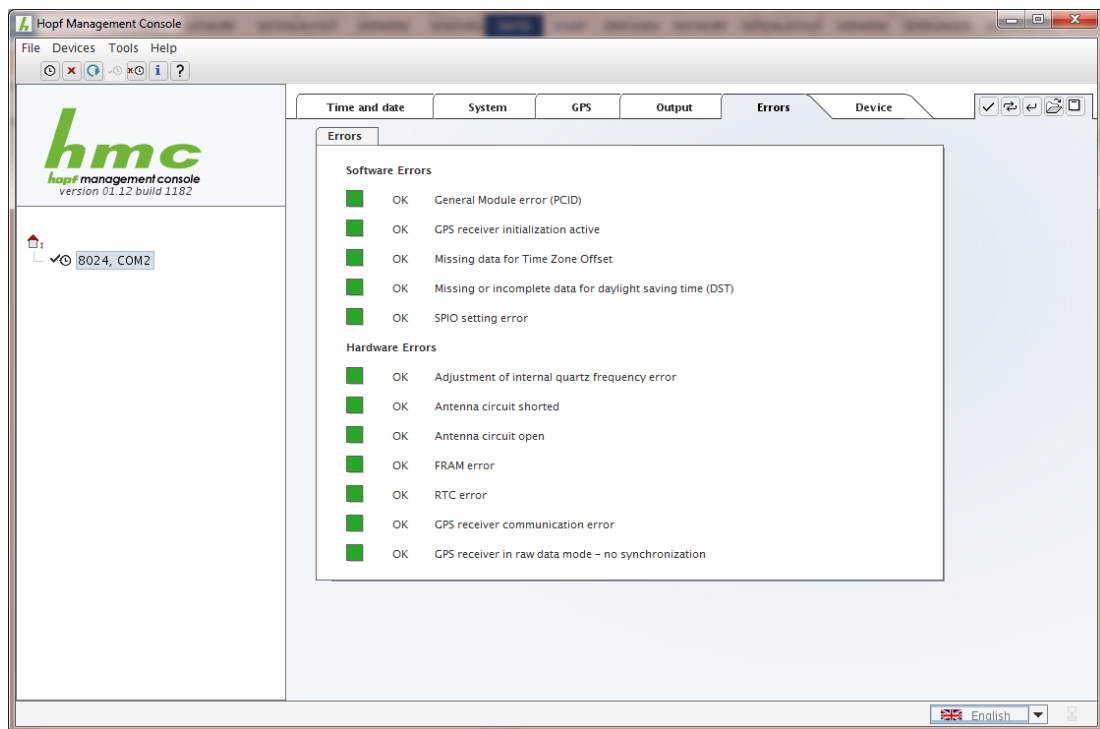 Hopf Management Console
File Devices Tools Help
hmc
hopf management console
version 01.12 build 1182
8024, COM2
Time and date System GPS Output Errors Device
Errors
Software Errors
OK General Module error (PCID)
OK GPS receiver initialization active
OK Missing data for Time Zone Offset
OK Missing or incomplete data for daylight saving time (DST)
OK SPIO setting error
Hardware Errors
OK Adjustment of internal quartz frequency error
OK Antenna circuit shorted
OK Antenna circuit open
OK FRAM error
OK RTC error
OK GPS receiver communication error
OK GPS receiver in raw data mode – no synchronization
English